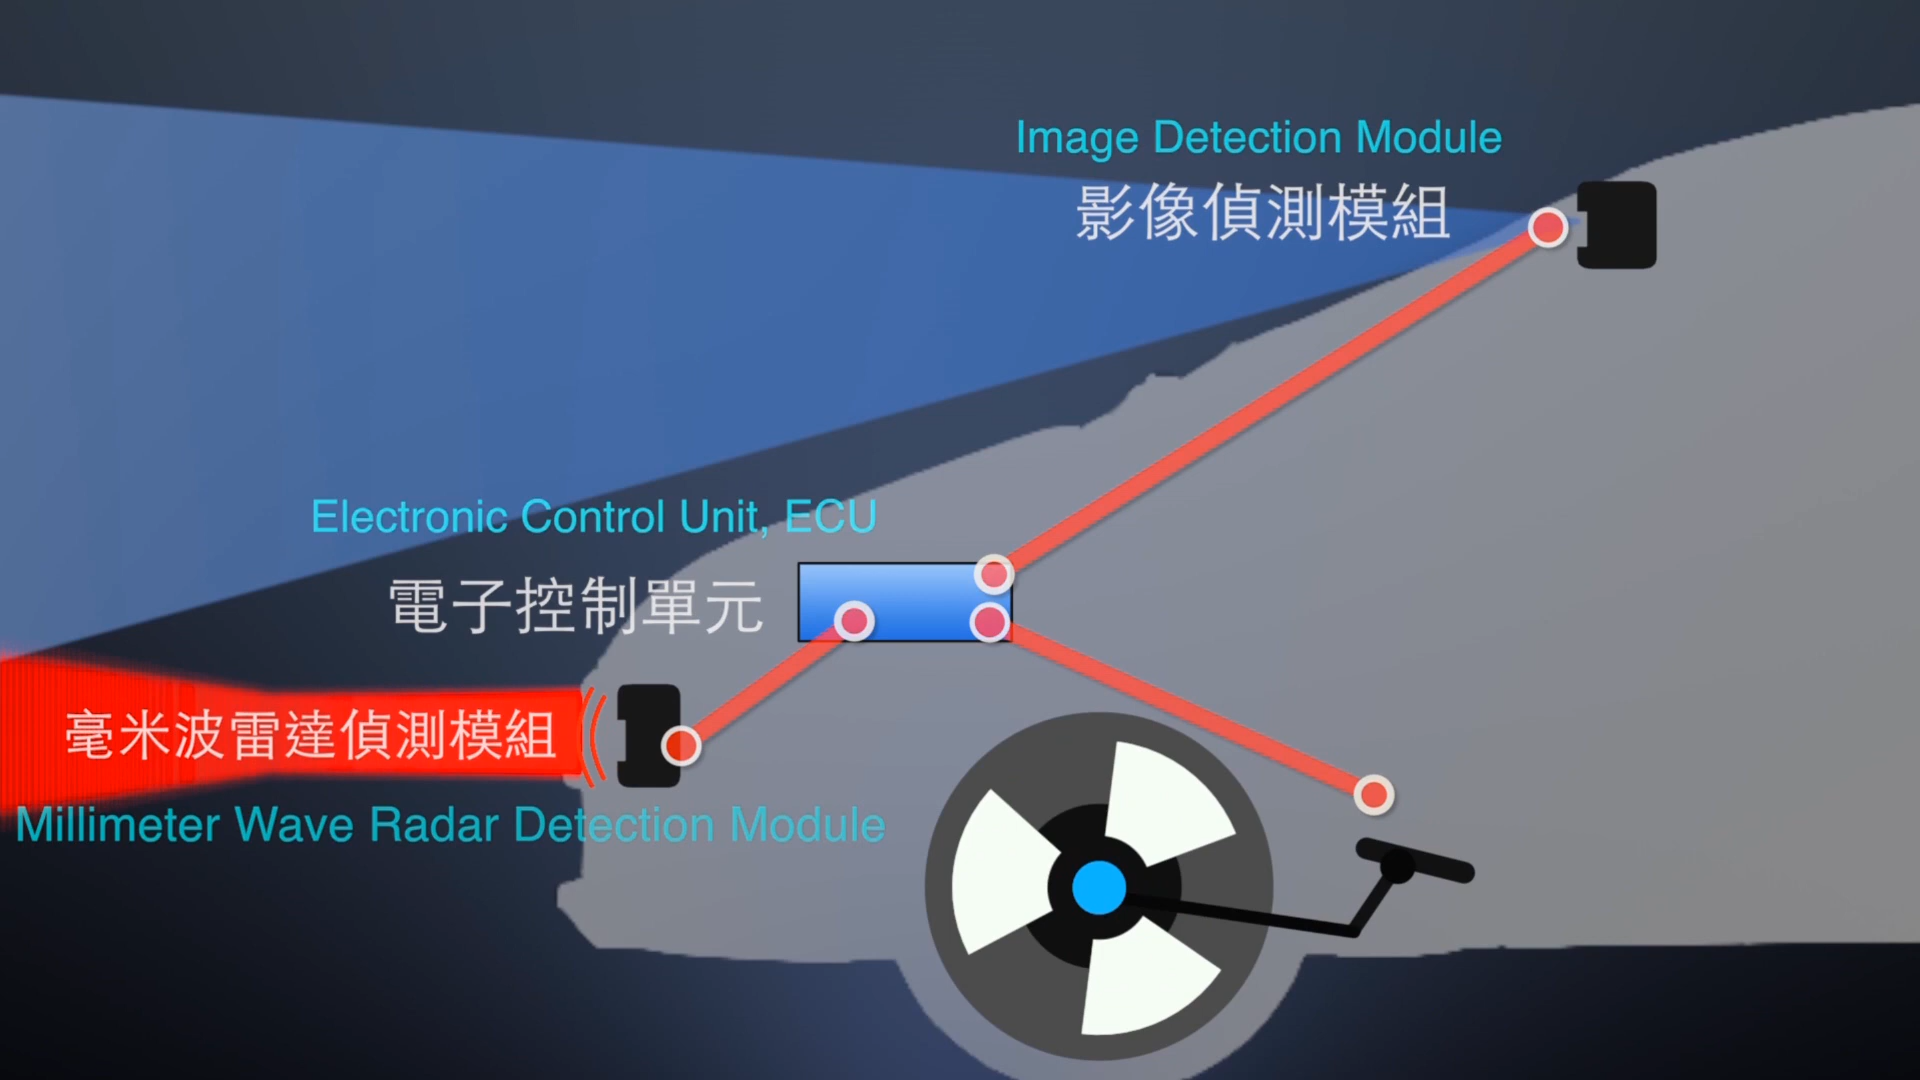 Image Detection Module
影像偵測模組
Electronic Control Unit, ECU
電子控制單元
毫米波雷達偵測模組
Millimeter Wave Radar Detection Module